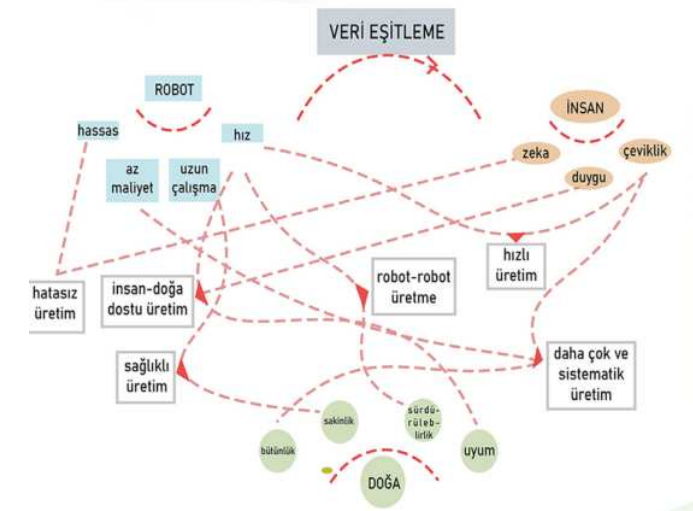 VERİ EŞİTLEME
ROBOT
İNSAN
hassas
hız
zeka
çeviklik
az
maliyet
uzun
çalışma
duygu
hatasız
üretim
insan-doğa
dostu üretim
robot-robot
üretme
hızlı
üretim
sağlıklı
üretim
daha çok ve
sistematik
üretim
bütünlük
sakinlik
sürdü-
rüleb-
lirlik
uyum
DOĞA